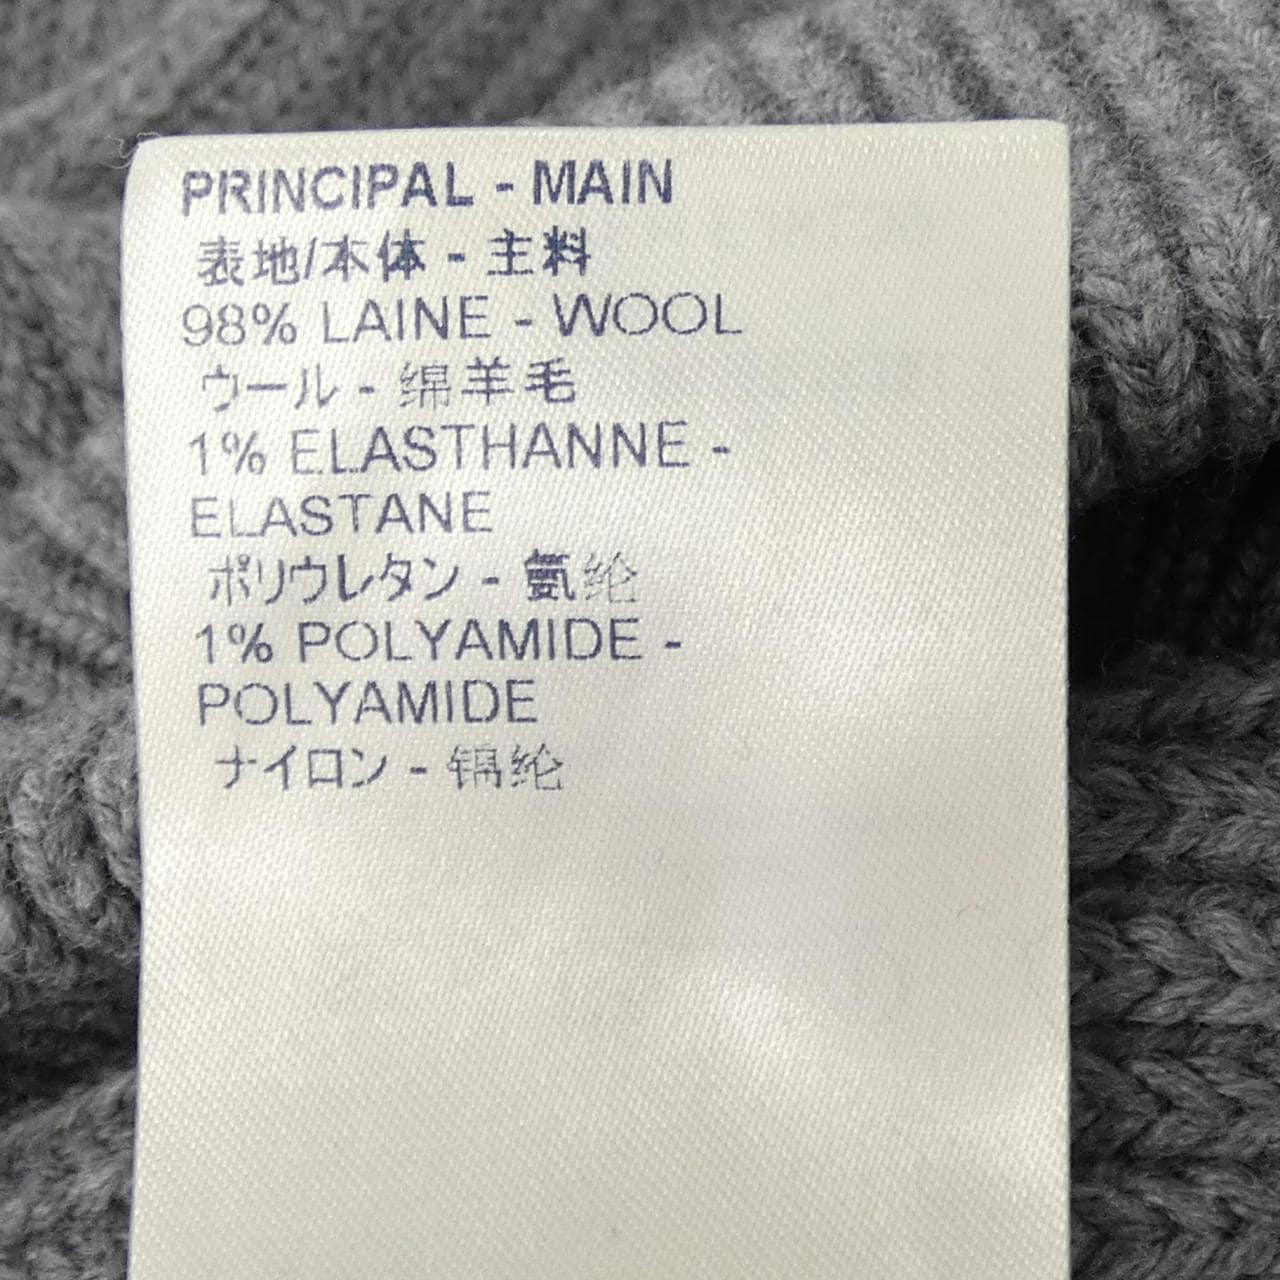 PRINCIPAL - MAIN
表地/本体 - 主料
98% LAINE - WOOL
ウール - 绵羊毛
1% ELASTHANNE -
ELASTANE
ポリウレタン - 氨纶
1% POLYAMIDE -
POLYAMIDE
ナイロン - 锦纶